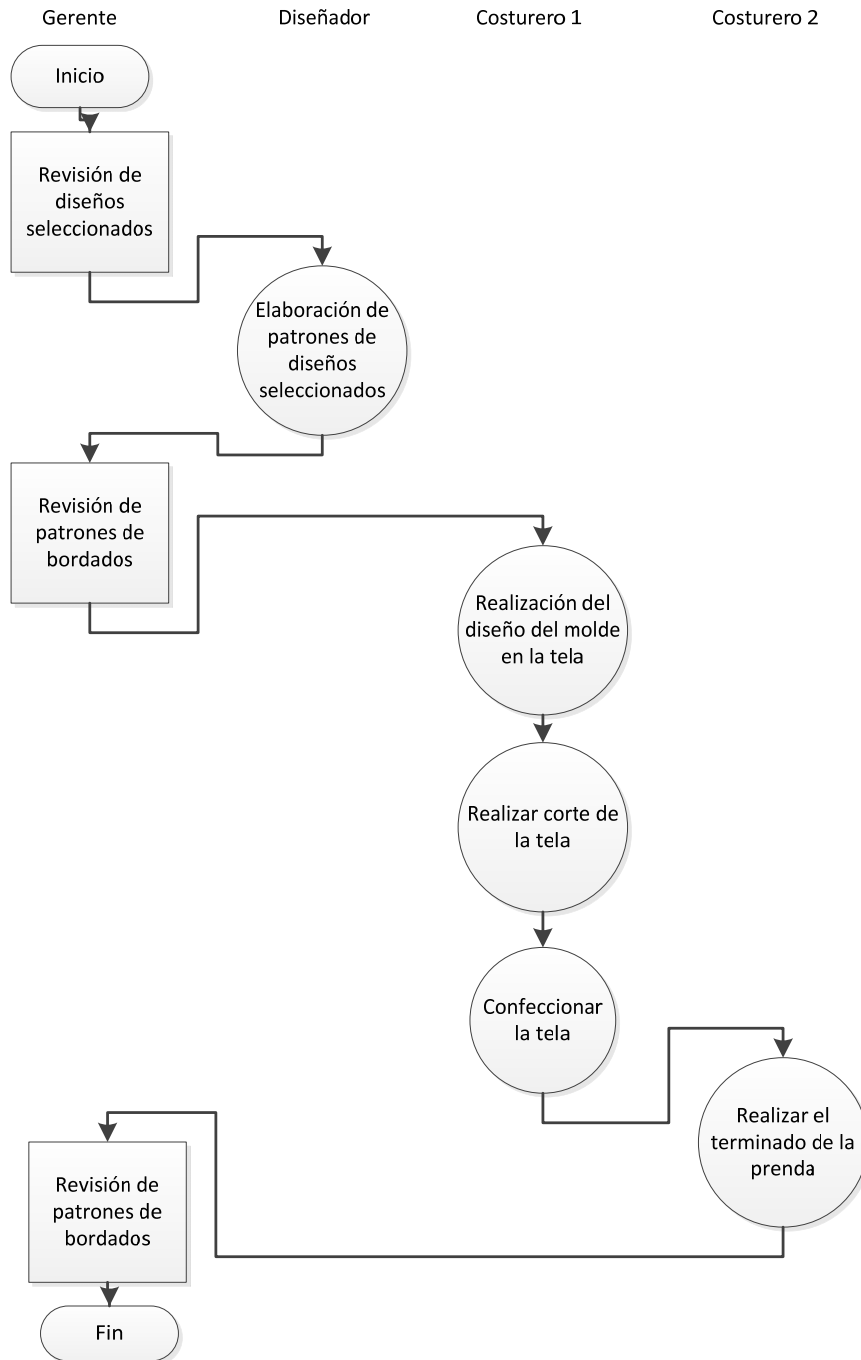 Gerente
Diseñador
Costurero 1
Costurero 2
Inicio
Revisión de
diseños
seleccionados
Elaboración de
patrones de
diseños
seleccionados
Revisión de
patrones de
bordados
Realización del
diseño del molde
en la tela
Realizar corte de
la tela
Confeccionar
la tela
Realizar el
terminado de la
prenda
Revisión de
patrones de
bordados
Fin